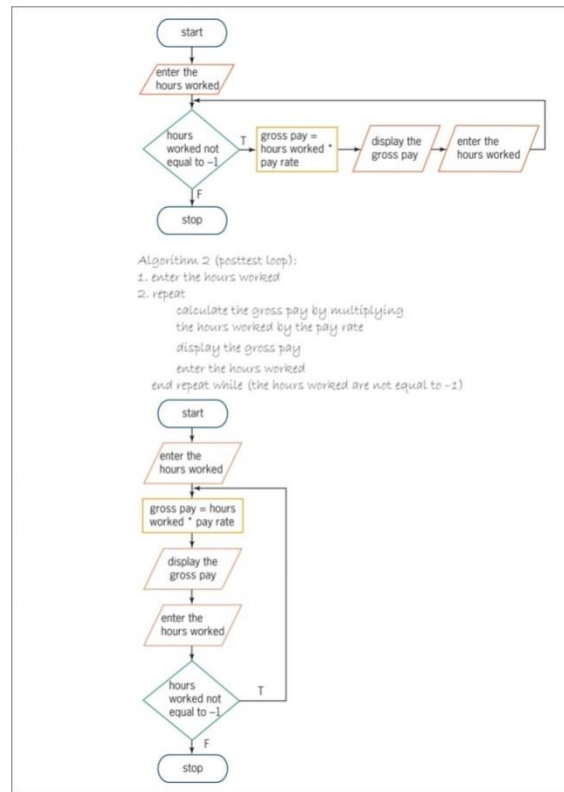 start
enter the
hours worked
hours
worked not
equal to –1
T
gross pay =
hours worked *
pay rate
display the
gross pay
enter the
hours worked
F
stop
Algorithm 2 (posttest loop):
1. enter the hours worked
2. repeat
calculate the gross pay by multiplying
the hours worked by the pay rate
display the gross pay
enter the hours worked
end repeat while (the hours worked are not equal to –1)
start
enter the
hours worked
gross pay = hours
worked * pay rate
display the
gross pay
enter the
hours worked
hours
worked not
equal to –1
T
F
stop